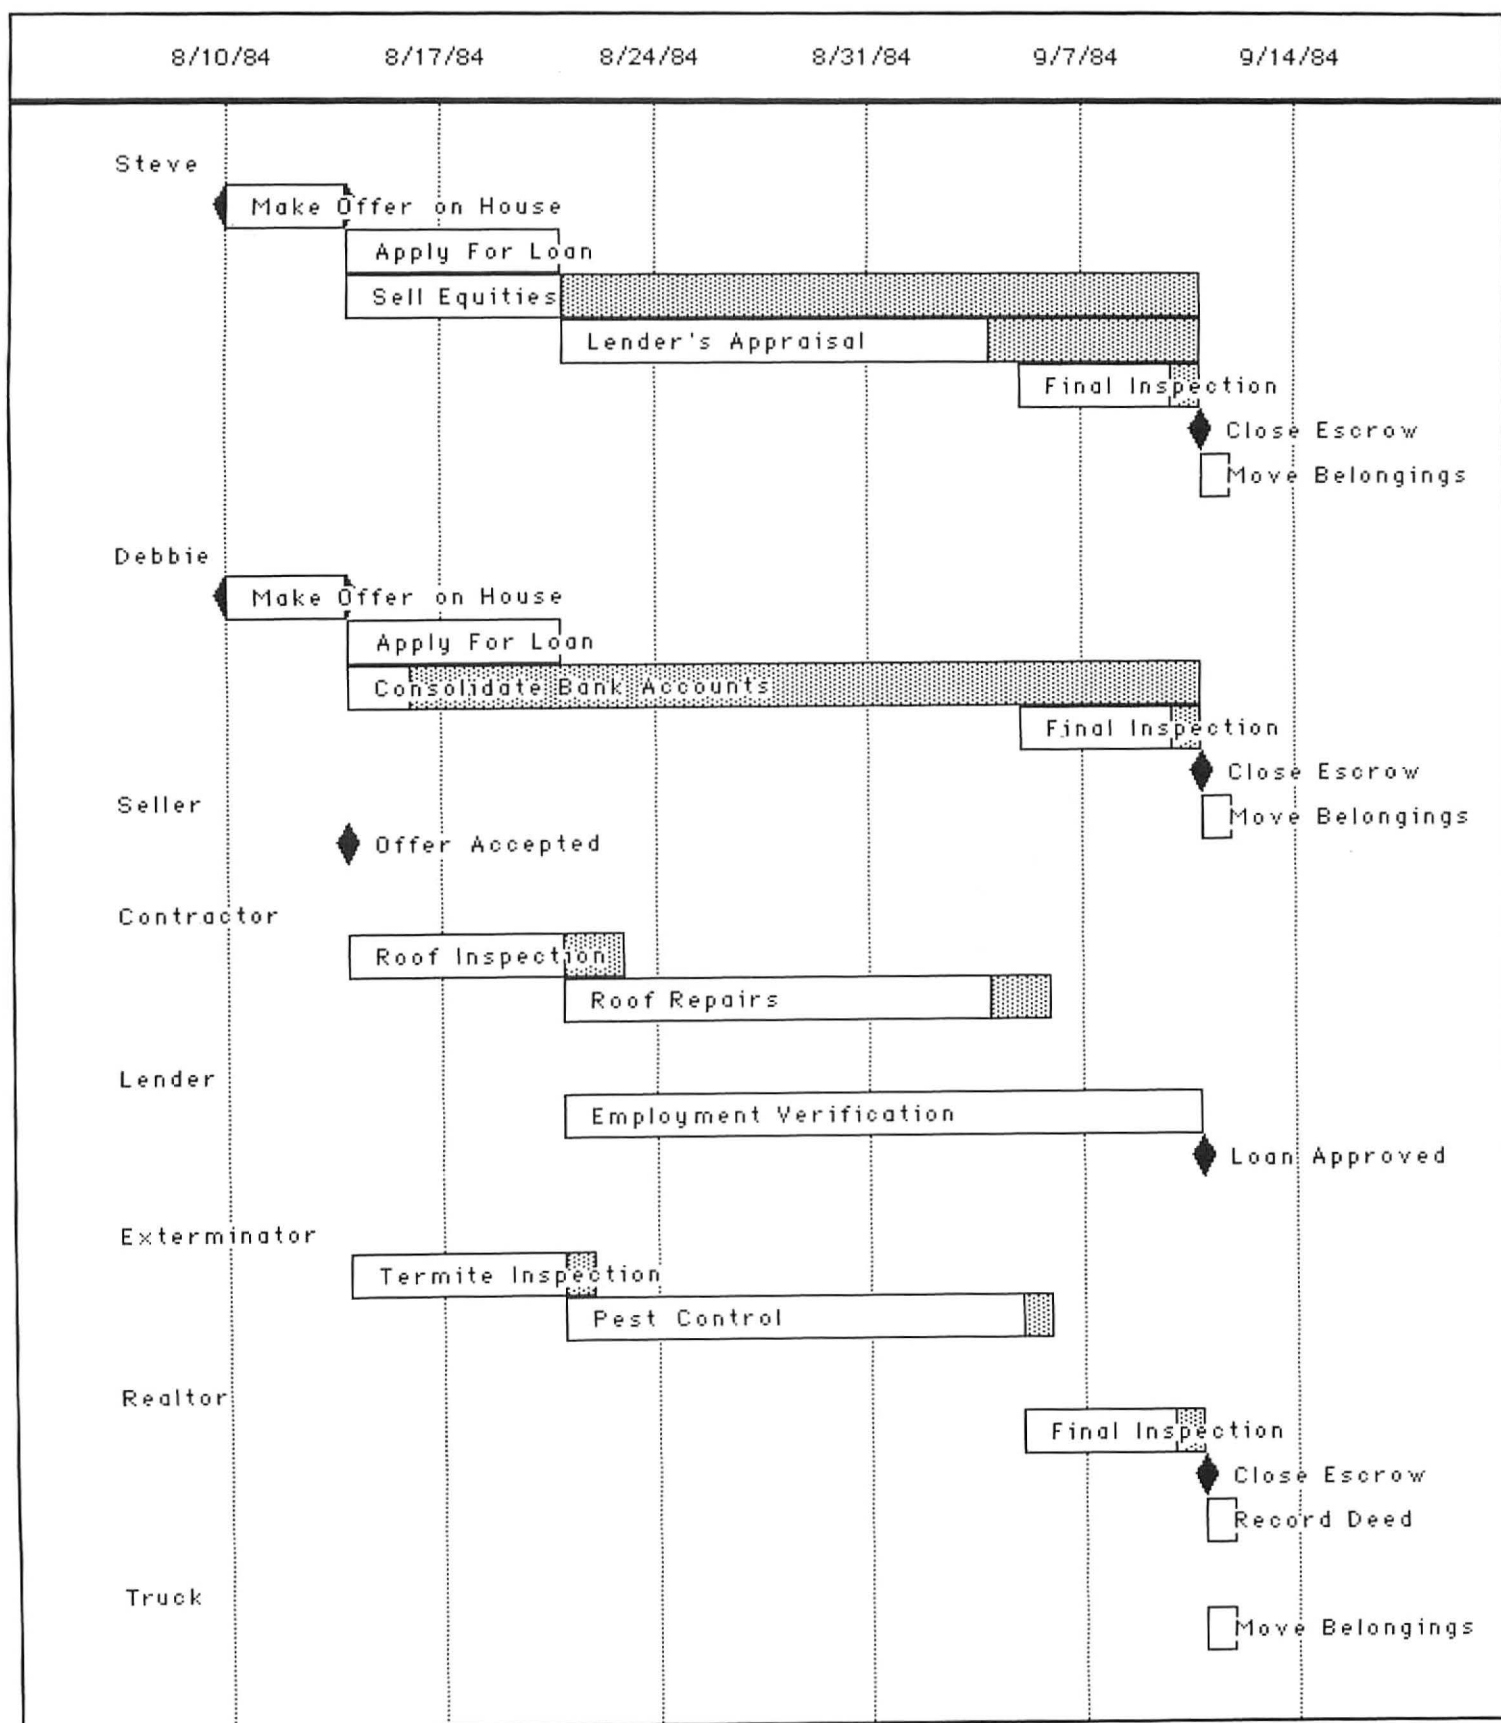 8/10/84 8/17/84 8/24/84 8/31/84 9/7/84 9/14/84
Steve
Make Offer on House
Apply For Loan
Sell Equities
Lender's Appraisal
Final Inspection
Close Escrow
Move Belongings
Debbie
Make Offer on House
Apply For Loan
Consolidate Bank Accounts
Final Inspection
Close Escrow
Move Belongings
Seller
Offer Accepted
Contractor
Roof Inspection
Roof Repairs
Lender
Employment Verification
Loan Approved
Exterminator
Termite Inspection
Pest Control
Realtor
Final Inspection
Close Escrow
Record Deed
Truck
Move Belongings